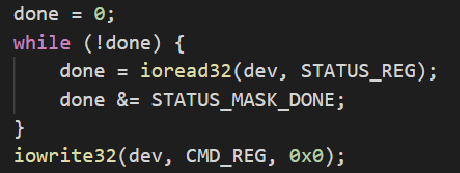 done = 0;
while (!done) {
    done = ioread32(dev, STATUS_REG);
    done &= STATUS_MASK_DONE;
}
iowrite32(dev, CMD_REG, 0x0);